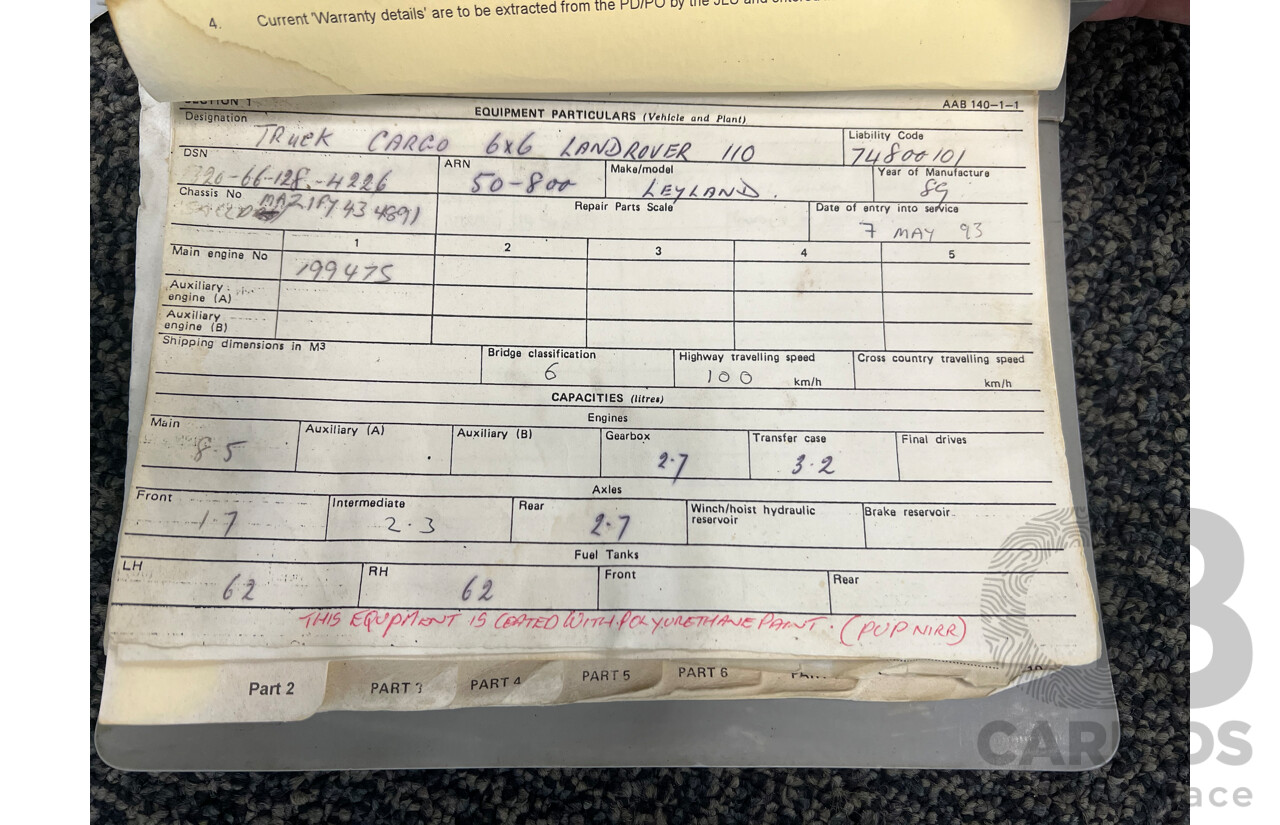 4. Current 'Warranty details' are to be extracted from the PD/PO by the
SECTION 1
AAB 140-1-1
EQUIPMENT PARTICULARS (Vehicle and Plant)
Designation
TRUCK CARGO 6x6 LANDROVER 110
Liability Code
74800101
DSN
-66-128-4226
ARN
50-800
Make/model
LEYLAND.
Year of Manufacture
89
Chassis No
Repair Parts Scale
Date of entry into service
7 MAY 93
1 2 3 4 5
Main engine No
199475
Auxiliary engine (A)
Auxiliary engine (B)
Shipping dimensions in M3
Bridge classification
6
Highway travelling speed
100 km/h
Cross country travelling speed
km/h
CAPACITIES (litres)
Engines
Main
8.5
Auxiliary (A)
Auxiliary (B)
Gearbox
2.7
Transfer case
3.2
Final drives
Axles
Front
1.7
Intermediate
2.3
Rear
2.7
Winch/hoist hydraulic reservoir
Brake reservoir
Fuel Tanks
LH
62
RH
62
Front
Rear
THIS EQUPMENT IS COATED WITH POLYURETHANE PAINT. (PUP NIRR)
Part 2 PART 3 PART 4 PART 5 PART 6